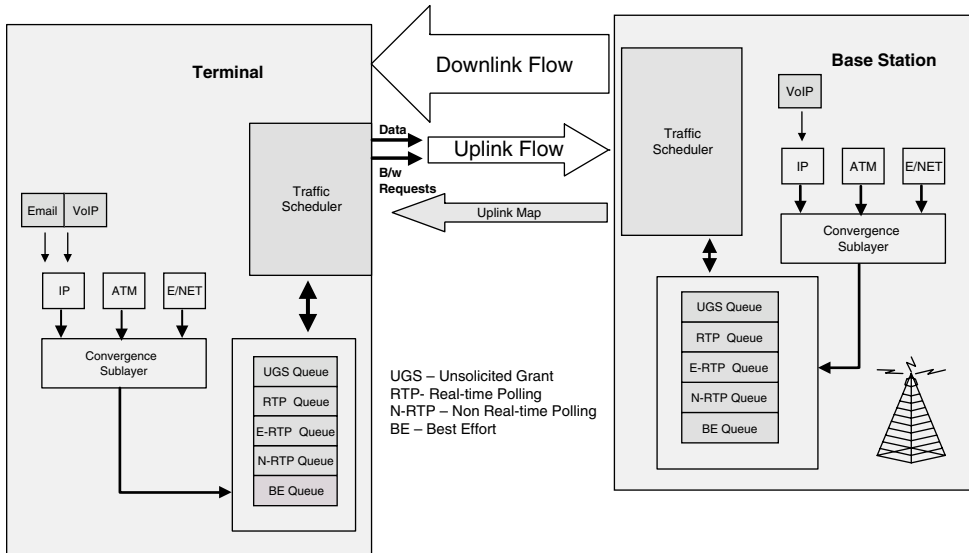 Terminal
Downlink Flow
Base Station
Data
Uplink Flow
B/w
Requests
Uplink Map
Traffic
Scheduler
Email
VoIP
IP
ATM
E/NET
Convergence
Sublayer
UGS Queue
RTP Queue
E-RTP Queue
N-RTP Queue
BE Queue
UGS – Unsolicited Grant
RTP- Real-time Polling
N-RTP – Non Real-time Polling
BE – Best Effort
Traffic
Scheduler
VoIP
IP
ATM
E/NET
Convergence
Sublayer
UGS Queue
RTP Queue
E-RTP Queue
N-RTP Queue
BE Queue